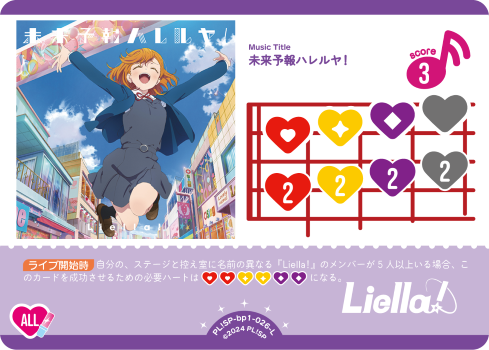 未来予報ハレルヤ!
Liella!
Music Title
未来予報ハレルヤ!
score
3
2 2 2 2
ライブ開始時 自分の、ステージと控え室に名前の異なる『Liella!』のメンバーが5人以上いる場合、こ
のカードを成功させるための必要ハートは になる。
Liella!
ALL
PL!SP-bp1-026-L
©2024 PL!SP